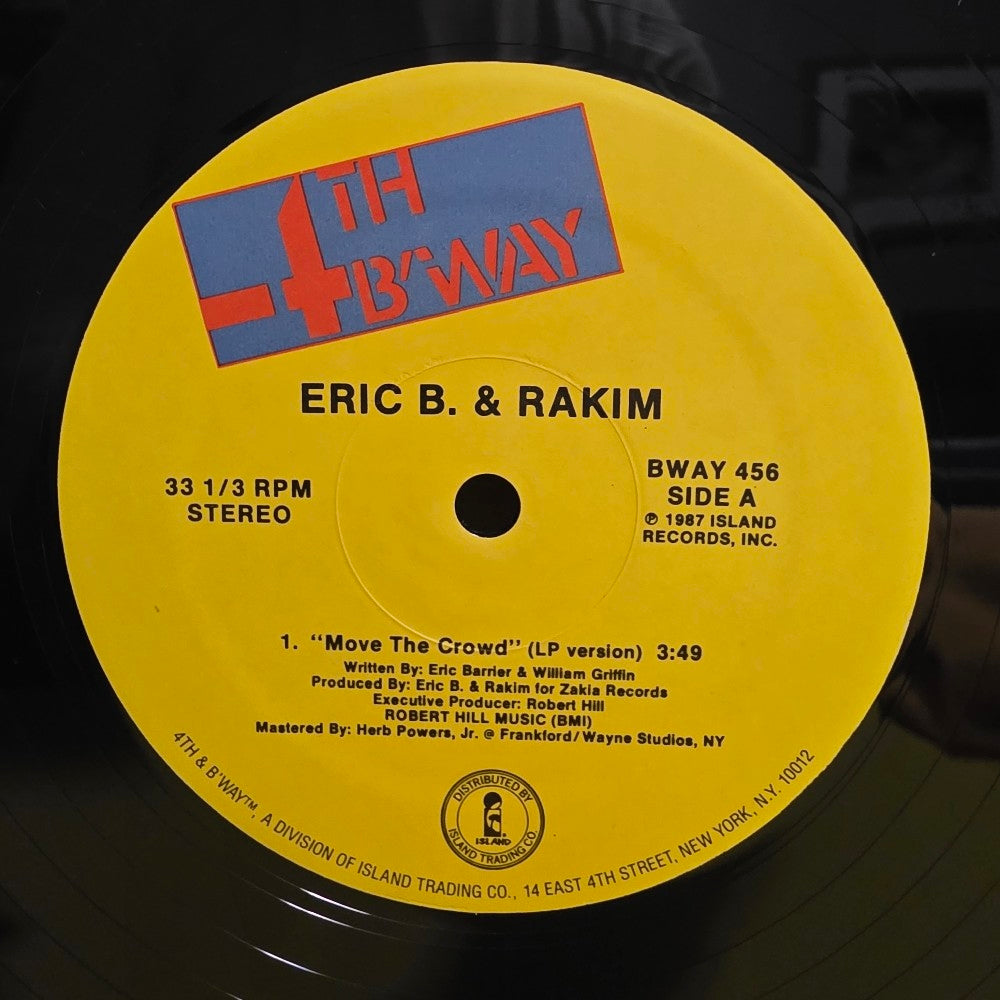 4TH
B'WAY
ERIC B. & RAKIM
33 1/3 RPM
STEREO
BWAY 456
SIDE A
℗ 1987 ISLAND
RECORDS, INC.
1. "Move The Crowd" (LP version) 3:49
Written By: Eric Barrier & William Griffin
Produced By: Eric B. & Rakim for Zakia Records
Executive Producer: Robert Hill
ROBERT HILL MUSIC (BMI)
Mastered By: Herb Powers, Jr. @ Frankford/Wayne Studios, NY
DISTRIBUTED BY
ISLAND®
ISLAND TRADING CO.
4TH & B'WAY™, A DIVISION OF ISLAND TRADING CO., 14 EAST 4TH STREET, NEW YORK, N.Y. 10012